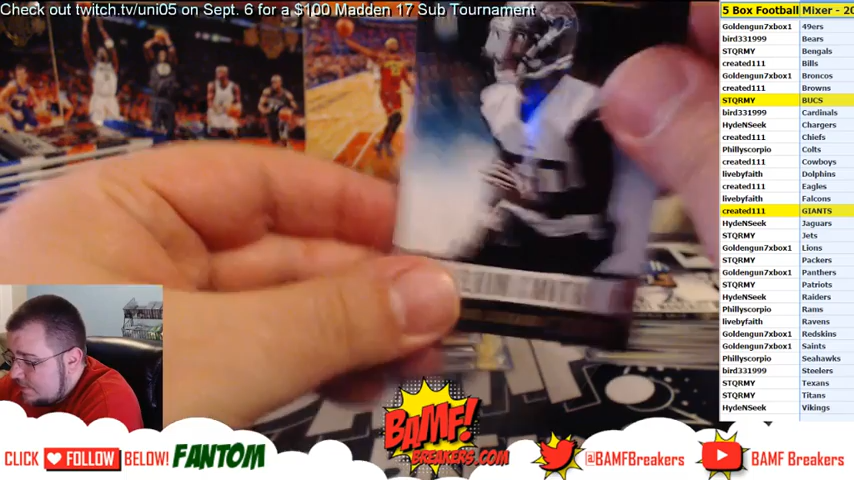 Check out twitch.tv/uni05 on Sept. 6 for a $100 Madden 17 Sub Tournament
5 Box Football Mixer - 20
Goldengun7xbox1 49ers
bird331999 Bears
STQRMY Bengals
created111 Bills
Goldengun7xbox1 Broncos
created111 Browns
STQRMY BUCS
bird331999 Cardinals
HydeNSeek Chargers
created111 Chiefs
Phillyscorpio Colts
created111 Cowboys
livebyfaith Dolphins
created111 Eagles
livebyfaith Falcons
created111 GIANTS
HydeNSeek Jaguars
STQRMY Jets
Goldengun7xbox1 Lions
STQRMY Packers
Goldengun7xbox1 Panthers
STQRMY Patriots
HydeNSeek Raiders
Phillyscorpio Rams
livebyfaith Ravens
Goldengun7xbox1 Redskins
Goldengun7xbox1 Saints
Phillyscorpio Seahawks
bird331999 Steelers
STQRMY Texans
STQRMY Titans
HydeNSeek Vikings
SMITH
CLICK FOLLOW BELOW! FANTOM
BAMF!
BREAKERS.COM
@BAMFBreakers
BAMF Breakers